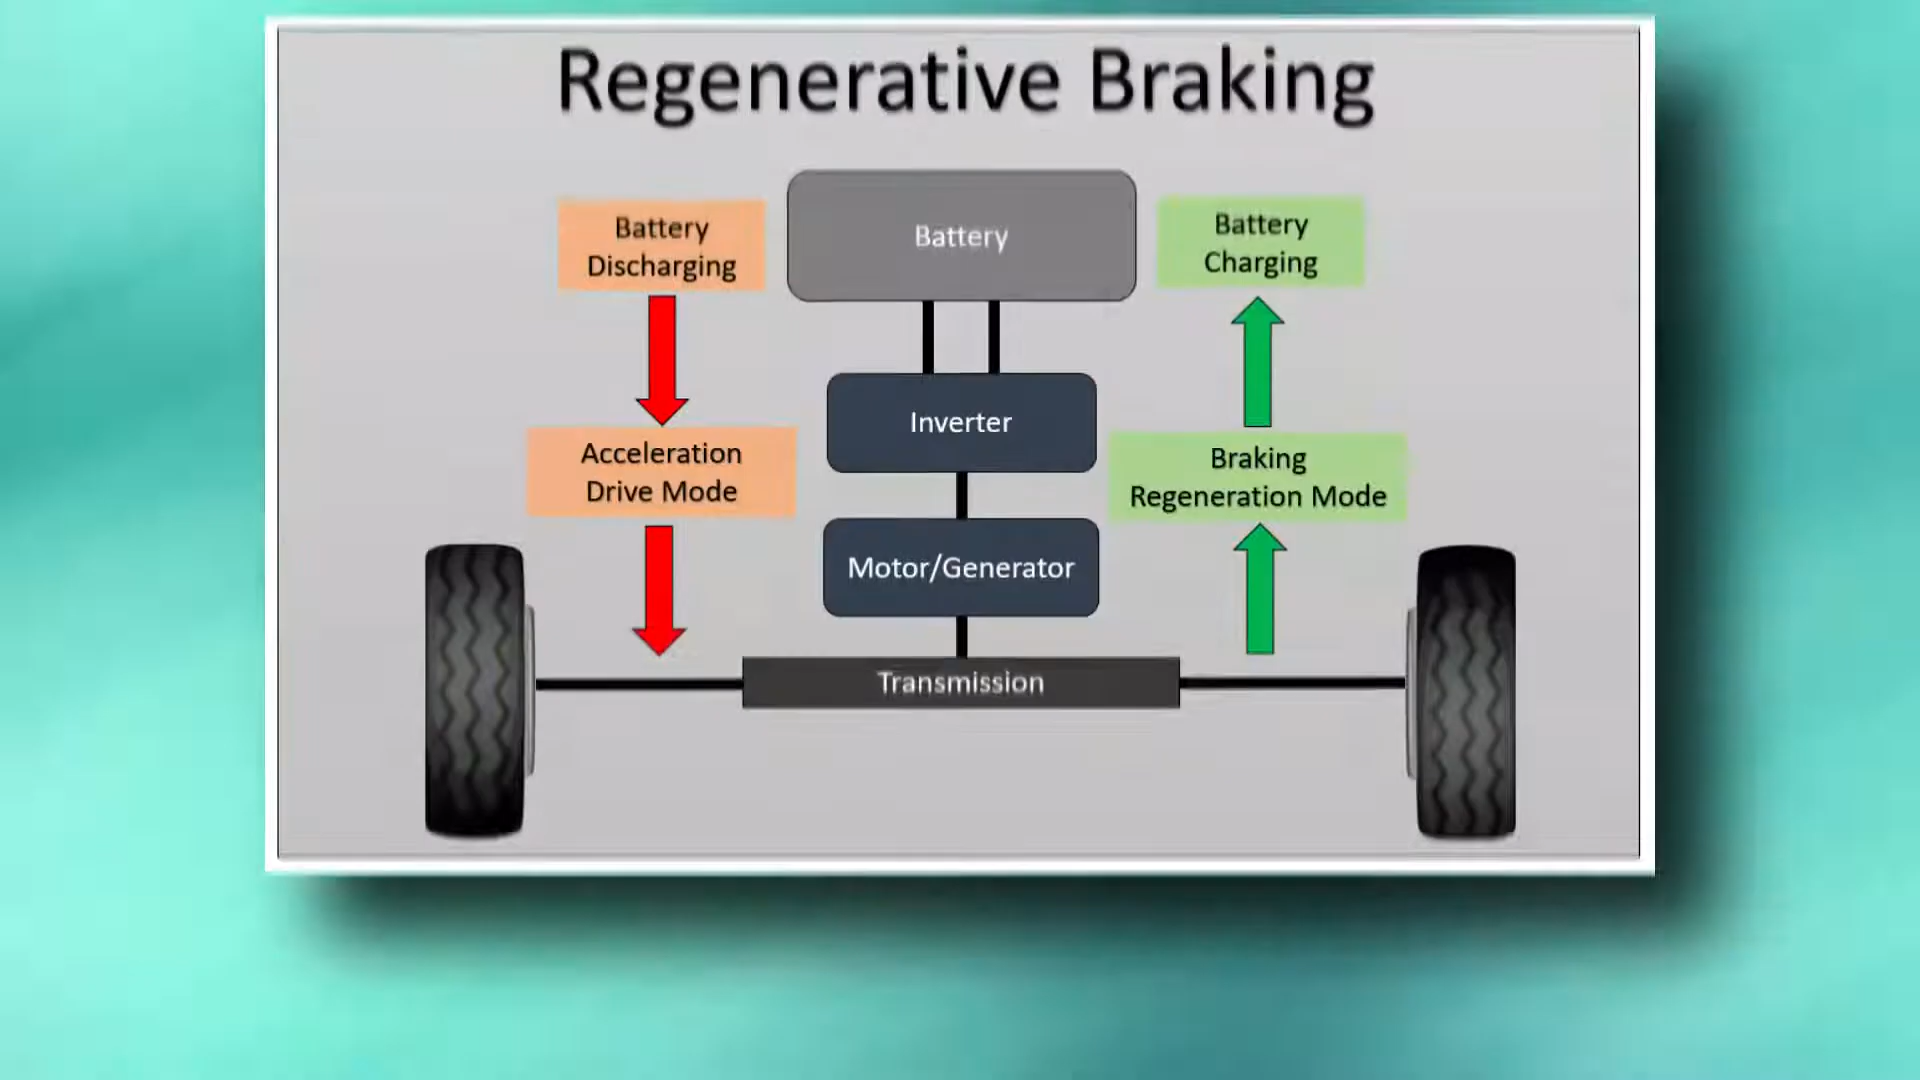 Regenerative Braking
Battery
Discharging
Battery
Battery
Charging
Inverter
Acceleration
Drive Mode
Braking
Regeneration Mode
Motor/Generator
Transmission